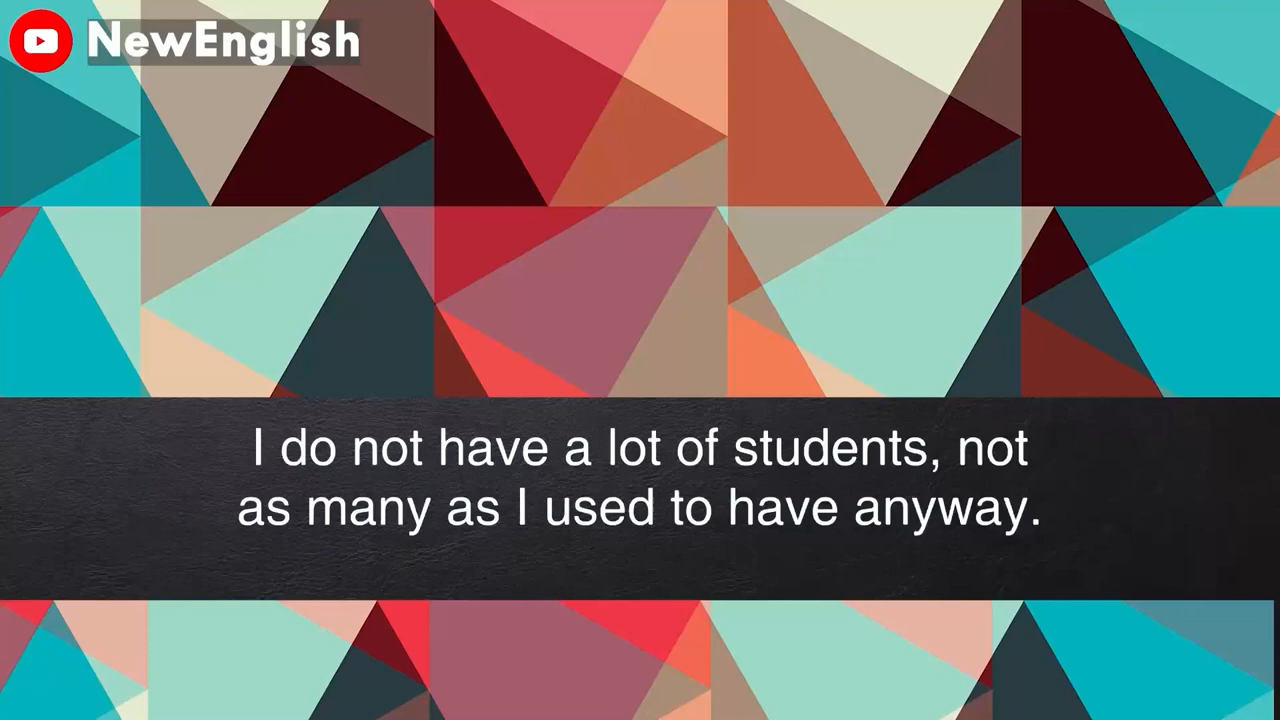 NewEnglish
I do not have a lot of students, not
as many as I used to have anyway.